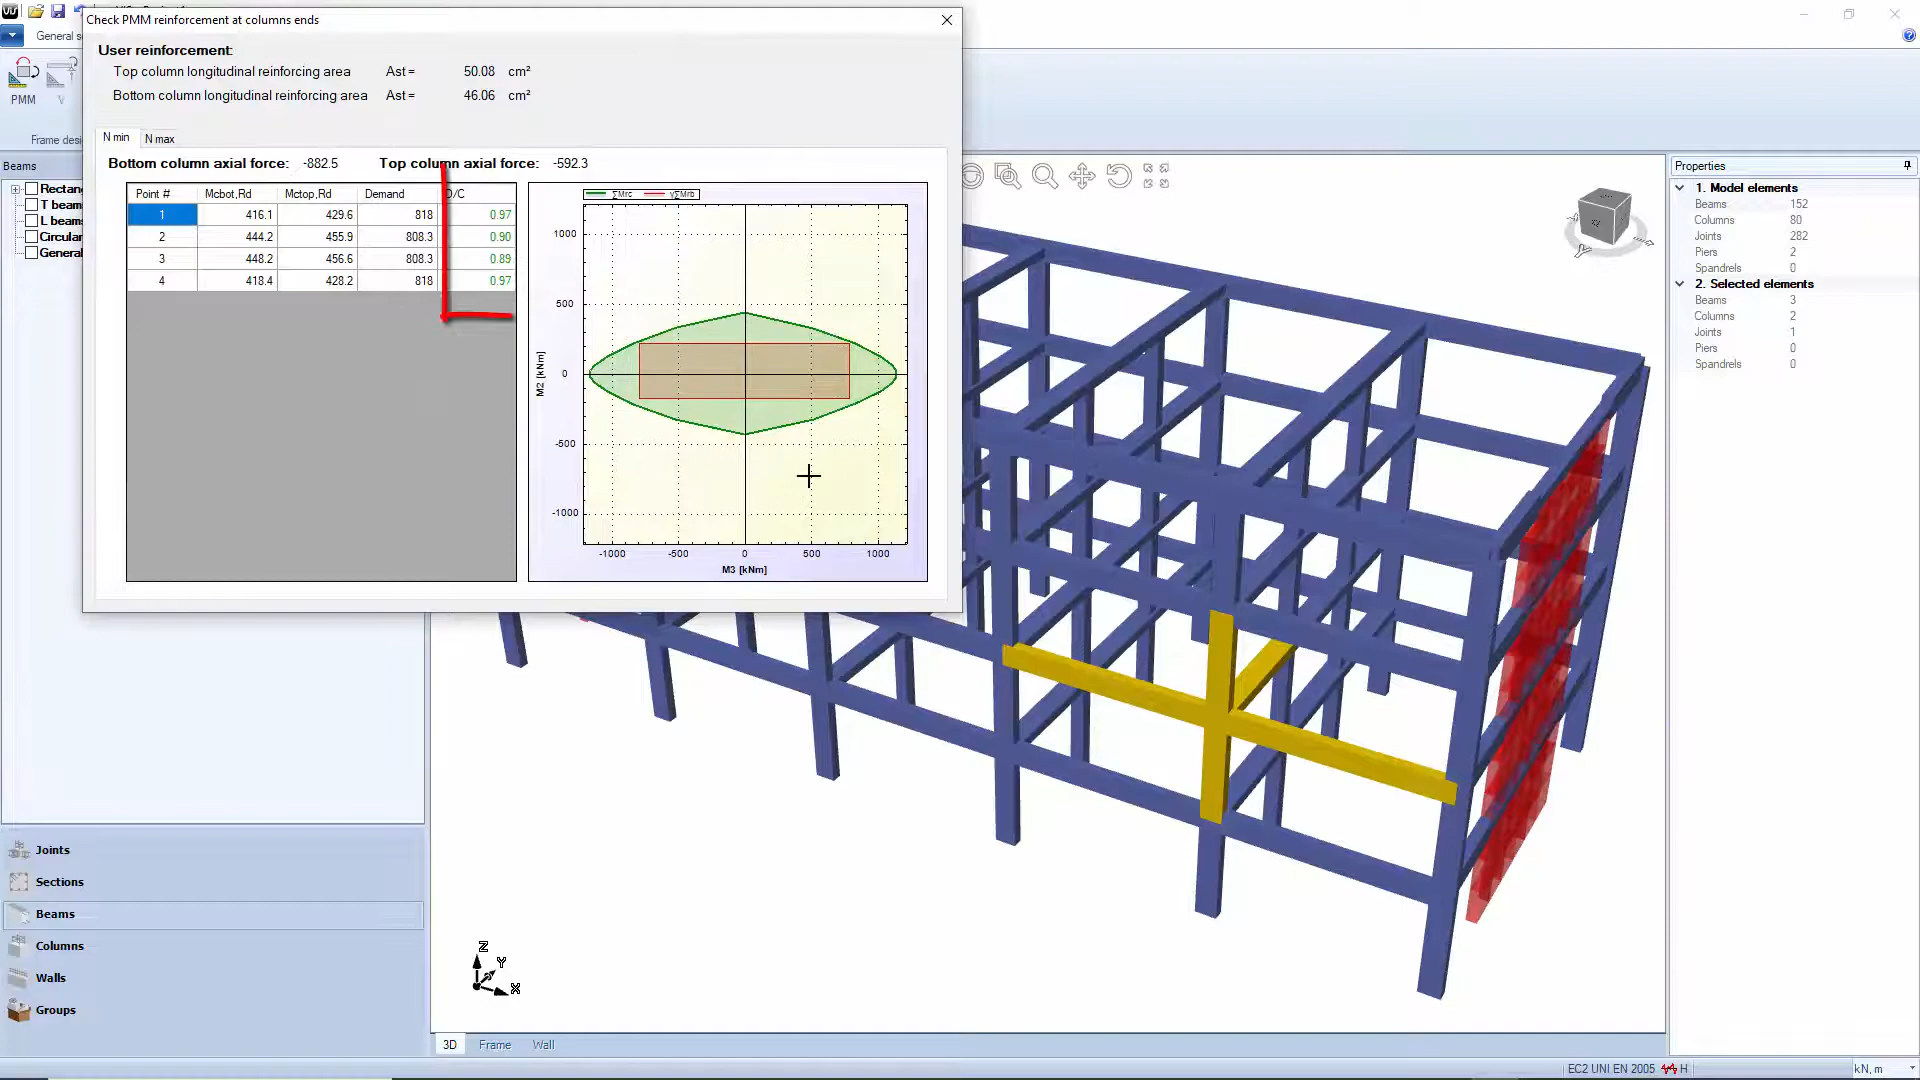 VIS
Check PMM reinforcement at columns ends
General s
PMM
V
Frame desi
User reinforcement:
Top column longitudinal reinforcing area Ast = 50.08 cm²
Bottom column longitudinal reinforcing area Ast = 46.06 cm²
N min N max
Bottom column axial force: -882.5 Top column axial force: -592.3
Point # Mcbot,Rd Mctop,Rd Demand D/C
1 416.1 429.6 818 0.97
2 444.2 455.9 808.3 0.90
3 448.2 456.6 808.3 0.89
4 418.4 428.2 818 0.97
∑Mrc γ∑Mrb
1000
500
0
-500
-1000
M2 [kNm]
-1000 -500 0 500 1000
M3 [kNm]
Beams
Rectan
T beam
L beams
Circular
General
Joints
Sections
Beams
Columns
Walls
Groups
Z
Y
X
Y
3D Frame Wall
Properties
1. Model elements
Beams 152
Columns 80
Joints 282
Piers 2
Spandrels 0
2. Selected elements
Beams 3
Columns 2
Joints 1
Piers 0
Spandrels 0
EC2 UNI EN 2005 H
kN, m